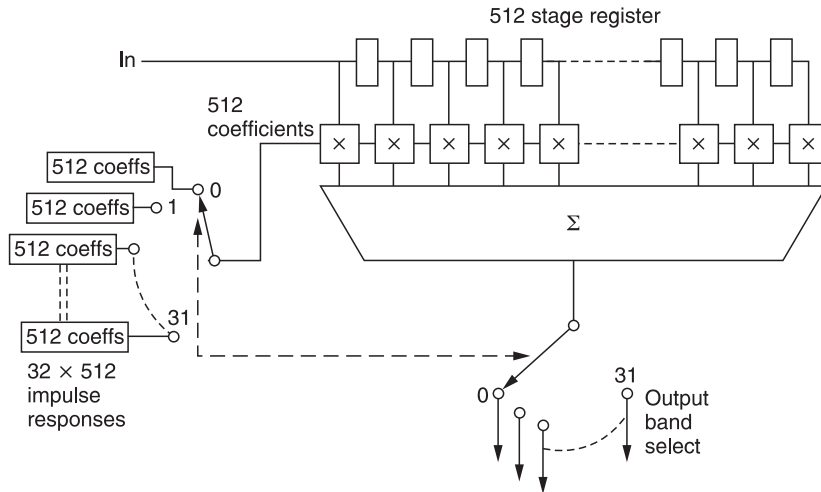 512 stage register
In
512
coefficients
× × × × × × × ×
512 coeffs
0
512 coeffs
1
Σ
512 coeffs
31
512 coeffs
32 × 512
impulse
responses
0
31
Output
band
select